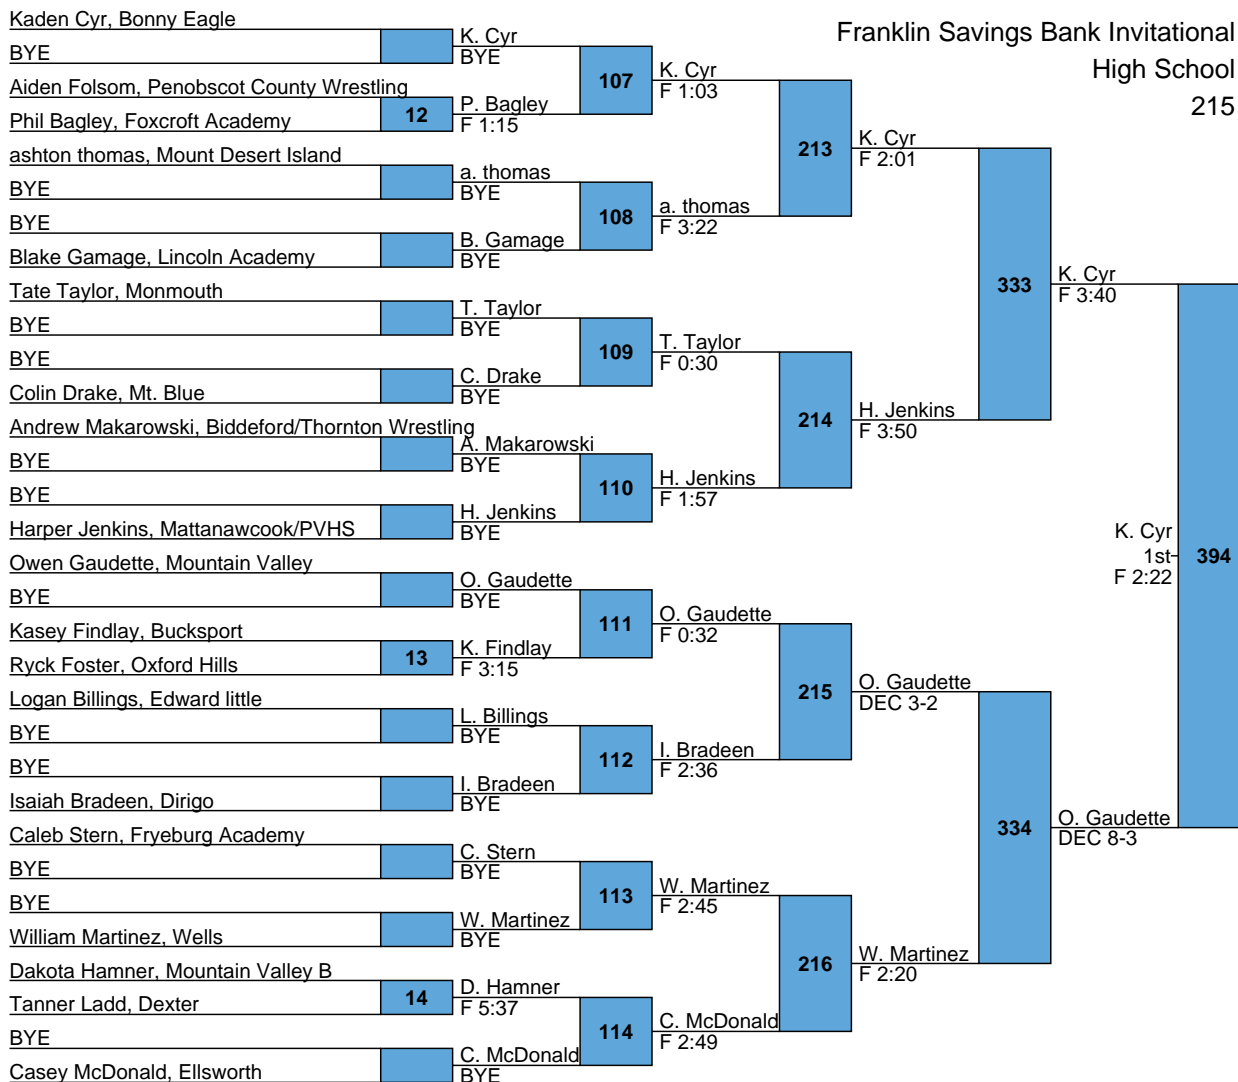 Franklin Savings Bank Invitational
High School
215
Kaden Cyr, Bonny Eagle
BYE
Aiden Folsom, Penobscot County Wrestling
12
Phil Bagley, Foxcroft Academy
ashton thomas, Mount Desert Island
BYE
BYE
Blake Gamage, Lincoln Academy
Tate Taylor, Monmouth
BYE
BYE
Colin Drake, Mt. Blue
Andrew Makarowski, Biddeford/Thornton Wrestling
BYE
BYE
Harper Jenkins, Mattanawcook/PVHS
Owen Gaudette, Mountain Valley
BYE
Kasey Findlay, Bucksport
13
Ryck Foster, Oxford Hills
Logan Billings, Edward little
BYE
BYE
Isaiah Bradeen, Dirigo
Caleb Stern, Fryeburg Academy
BYE
BYE
William Martinez, Wells
Dakota Hamner, Mountain Valley B
14
Tanner Ladd, Dexter
BYE
Casey McDonald, Ellsworth
K. Cyr
BYE
107
P. Bagley
F 1:15
a. thomas
BYE
108
B. Gamage
BYE
T. Taylor
BYE
109
C. Drake
BYE
A. Makarowski
BYE
110
H. Jenkins
BYE
O. Gaudette
BYE
111
K. Findlay
F 3:15
L. Billings
BYE
112
I. Bradeen
BYE
C. Stern
BYE
113
W. Martinez
BYE
D. Hamner
F 5:37
114
C. McDonald
BYE
K. Cyr
F 1:03
213
a. thomas
F 3:22
T. Taylor
F 0:30
214
H. Jenkins
F 1:57
O. Gaudette
F 0:32
215
I. Bradeen
F 2:36
W. Martinez
F 2:45
216
C. McDonald
F 2:49
K. Cyr
F 2:01
333
H. Jenkins
F 3:50
O. Gaudette
DEC 3-2
334
W. Martinez
F 2:20
K. Cyr
F 3:40
394
O. Gaudette
DEC 8-3
K. Cyr
1st
F 2:22